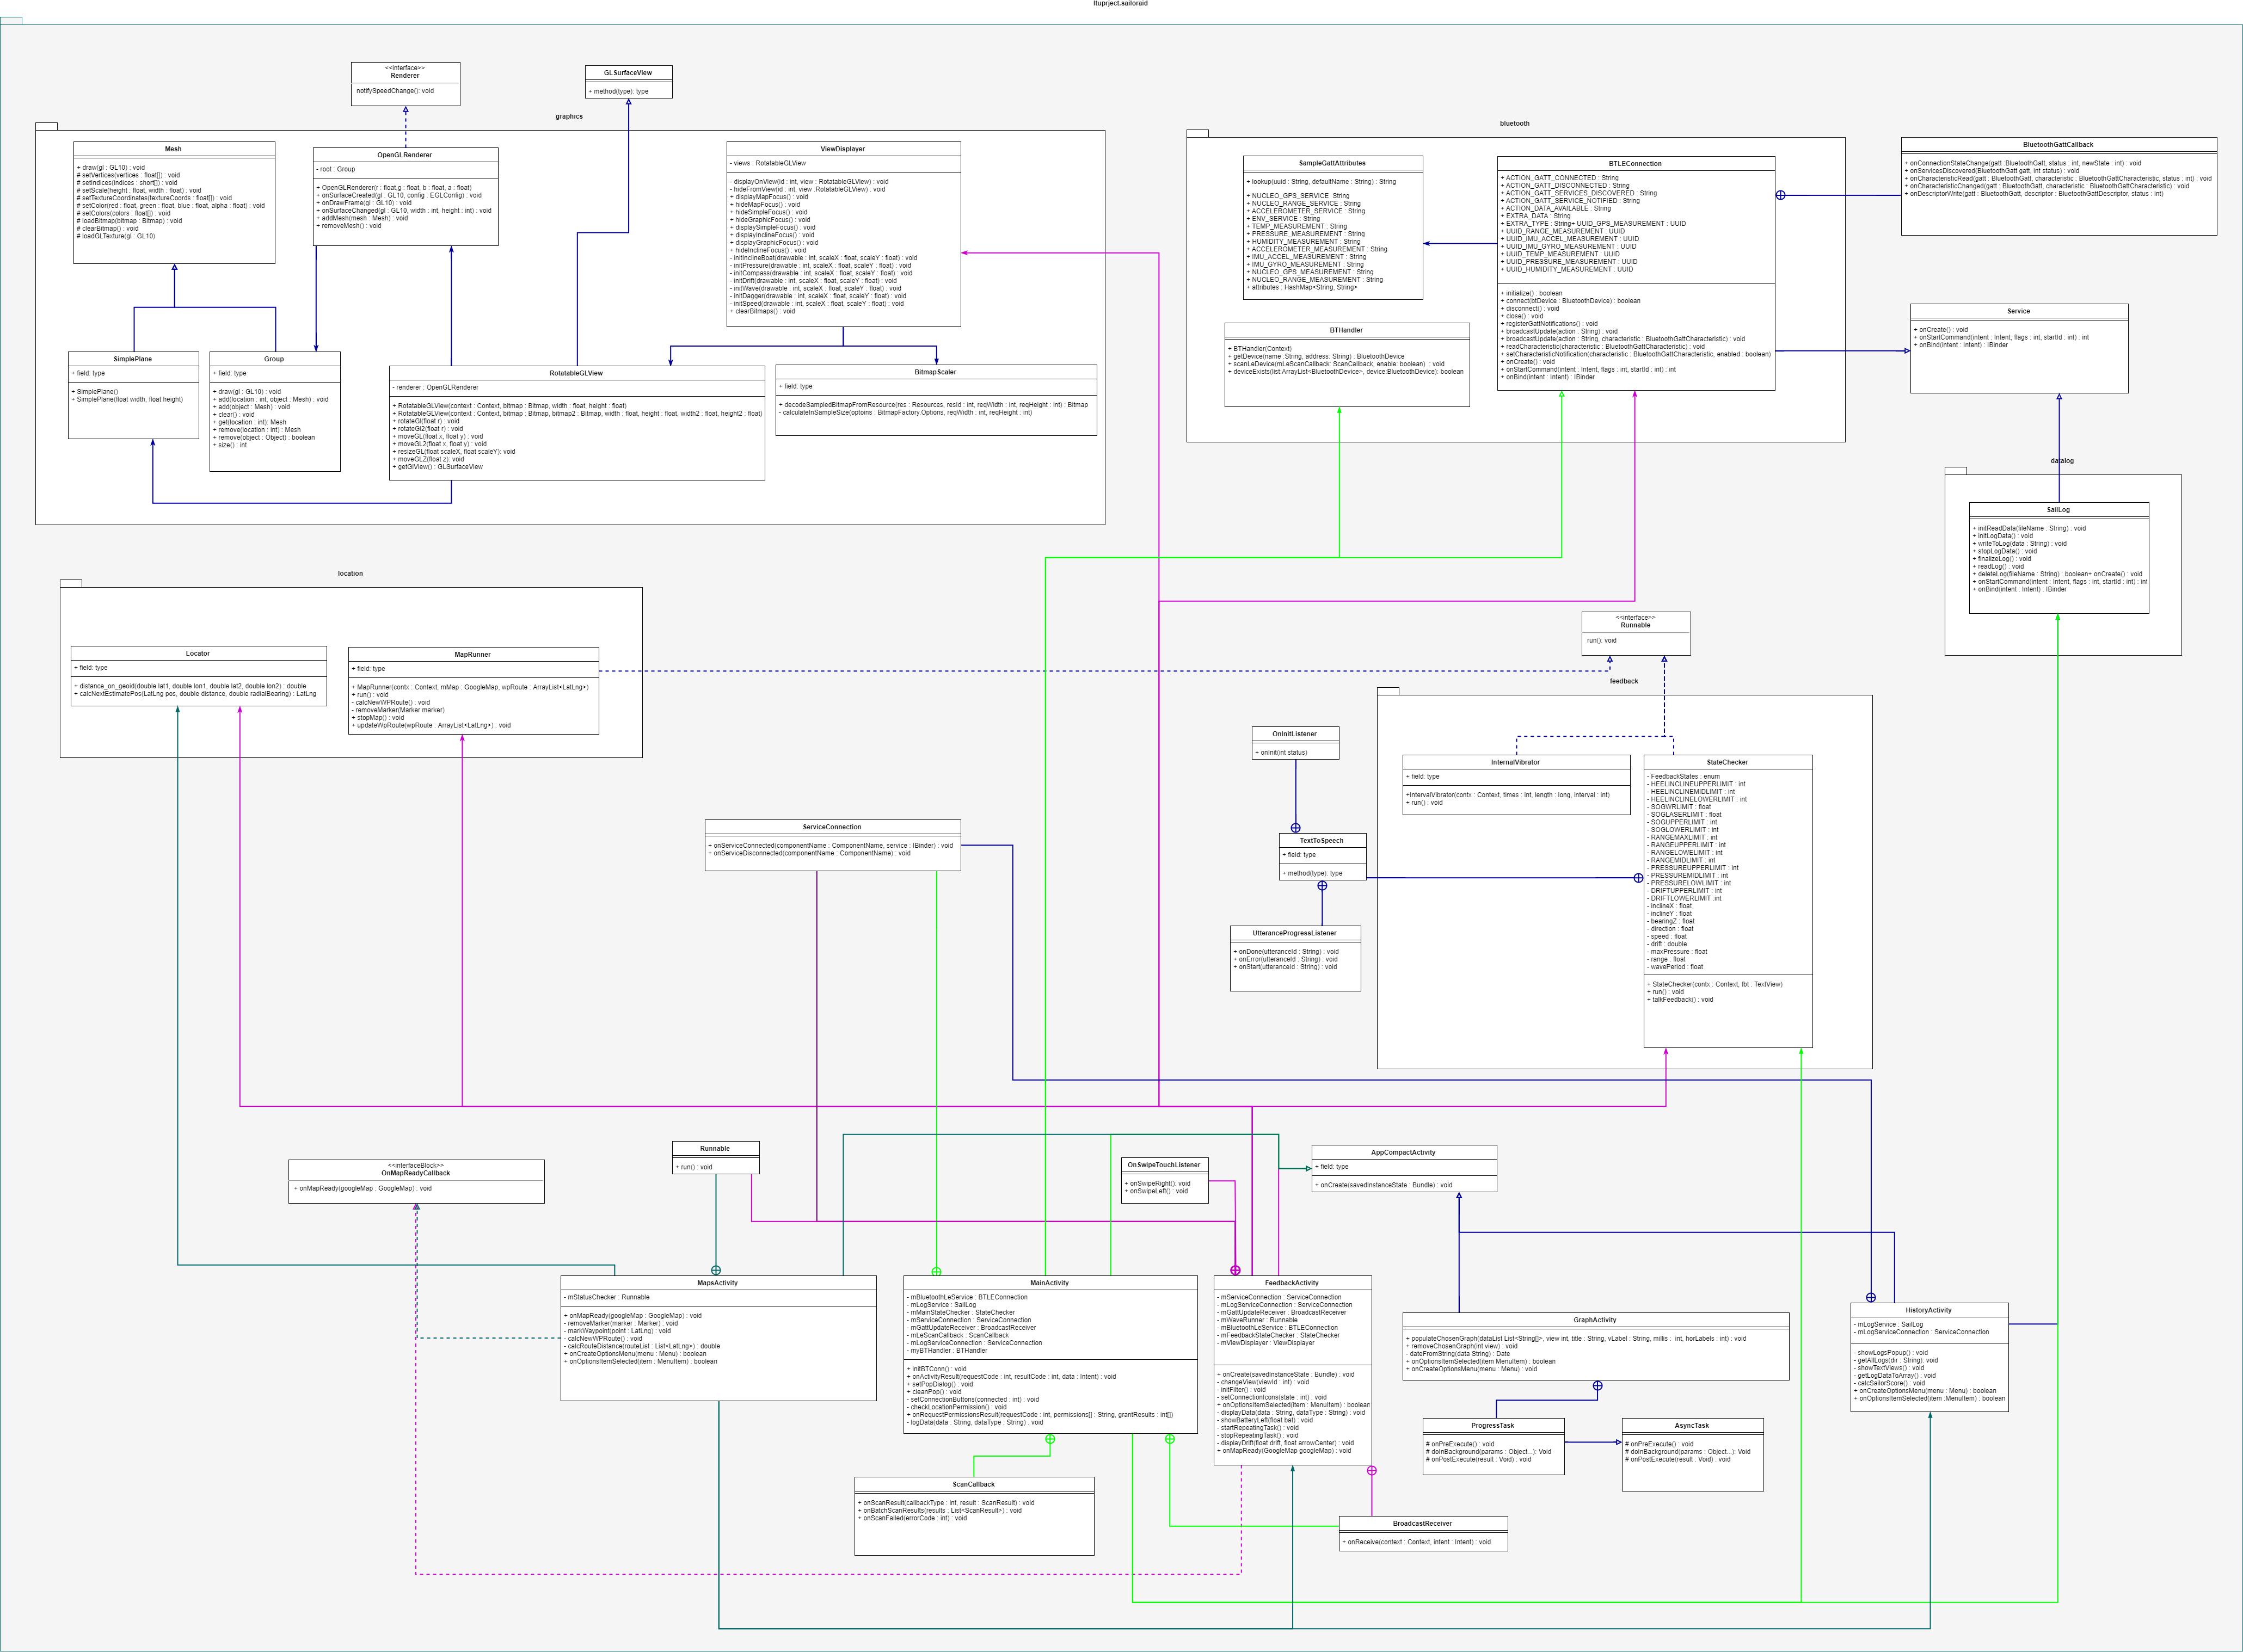 ltuprject.sailoraid
<<interface>>
Renderer
notifySpeedChange(): void
GLSurfaceView
+ method(type): type
graphics
Mesh
+ draw(gl : GL10) : void
# setVertices(vertices : float[]) : void
# setIndices(indices : short[]) : void
# setScale(height : float, width : float) : void
# setTextureCoordinates(textureCoords : float[]) : void
# setColor(red : float, green : float, blue : float, alpha : float) : void
# setColors(colors : float[]) : void
# loadBitmap(bitmap : Bitmap) : void
# clearBitmap() : void
# loadGLTexture(gl : GL10)
OpenGLRenderer
- root : Group
+ OpenGLRenderer(r : float,g : float, b : float, a : float)
+ onSurfaceCreated(gl : GL10, config : EGLConfig) : void
+ onDrawFrame(gl : GL10) : void
+ onSurfaceChanged(gl : GL10, width : int, height : int) : void
+ addMesh(mesh : Mesh) : void
+ removeMesh() : void
ViewDisplayer
- views : RotatableGLView
- displayOnView(id : int, view : RotatableGLView) : void
- hideFromView(id : int, view :RotatableGLView) : void
+ displayMapFocus() : void
+ hideMapFocus() : void
+ hideSimpleFocus() : void
+ hideGraphicFocus() : void
+ displaySimpleFocus() : void
+ displayInclineFocus() : void
+ displayGraphicFocus() : void
+ hideInclineFocus() : void
- initInclineBoat(drawable : int, scaleX : float, scaleY : float) : void
- initPressure(drawable : int, scaleX : float, scaleY : float) : void
- initCompass(drawable : int, scaleX : float, scaleY : float) : void
- initDrift(drawable : int, scaleX : float, scaleY : float) : void
- initWave(drawable : int, scaleX : float, scaleY : float) : void
- initDagger(drawable : int, scaleX : float, scaleY : float) : void
- initSpeed(drawable : int, scaleX : float, scaleY : float) : void
+ clearBitmaps() : void
SimplePlane
+ field: type
+ SimplePlane()
+ SimplePlane(float width, float height)
Group
+ field: type
+ draw(gl : GL10) : void
+ add(location : int, object : Mesh) : void
+ add(object : Mesh) : void
+ clear() : void
+ get(location : int): Mesh
+ remove(location : int) : Mesh
+ remove(object : Object) : boolean
+ size() : int
RotatableGLView
- renderer : OpenGLRenderer
+ RotatableGLView(context : Context, bitmap : Bitmap, width : float, height : float)
+ RotatableGLView(context : Context, bitmap : Bitmap, bitmap2 : Bitmap, width : float, height : float, width2 : float, height2 : float)
+ rotateGl(float r) : void
+ rotateGl2(float r) : void
+ moveGL(float x, float y) : void
+ moveGL2(float x, float y) : void
+ resizeGL(float scaleX, float scaleY): void
+ moveGLZ(float z): void
+ getGlView() : GLSurfaceView
BitmapScaler
+ field: type
+ decodeSampledBitmapFromResource(res : Resources, resId : int, reqWidth : int, reqHeight : int) : Bitmap
- calculateInSampleSize(optoins : BitmapFactory.Options, reqWidth : int, reqHeight : int)
bluetooth
SampleGattAttributes
+ lookup(uuid : String, defaultName : String) : String
+ NUCLEO_GPS_SERVICE: String
+ NUCLEO_RANGE_SERVICE : String
+ ACCELEROMETER_SERVICE : String
+ ENV_SERVICE : String
+ TEMP_MEASUREMENT : String
+ PRESSURE_MEASUREMENT : String
+ HUMIDITY_MEASUREMENT : String
+ ACCELEROMETER_MEASUREMENT : String
+ IMU_ACCEL_MEASUREMENT : String
+ IMU_GYRO_MEASUREMENT : String
+ NUCLEO_GPS_MEASUREMENT : String
+ NUCLEO_RANGE_MEASUREMENT : String
+ attributes : HashMap<String, String>
BTLEConnection
+ ACTION_GATT_CONNECTED : String
+ ACTION_GATT_DISCONNECTED : String
+ ACTION_GATT_SERVICES_DISCOVERED : String
+ ACTION_GATT_SERVICE_NOTIFIED : String
+ ACTION_DATA_AVAILABLE : String
+ EXTRA_DATA : String
+ EXTRA_TYPE : String+ UUID_GPS_MEASUREMENT : UUID
+ UUID_RANGE_MEASUREMENT : UUID
+ UUID_IMU_ACCEL_MEASUREMENT : UUID
+ UUID_IMU_GYRO_MEASUREMENT : UUID
+ UUID_TEMP_MEASUREMENT : UUID
+ UUID_PRESSURE_MEASUREMENT : UUID
+ UUID_HUMIDITY_MEASUREMENT : UUID
+ initialize() : boolean
+ connect(btDevice : BluetoothDevice) : boolean
+ disconnect() : void
+ close() : void
+ registerGattNotifications() : void
+ broadcastUpdate(action : String) : void
+ broadcastUpdate(action : String, characteristic : BluetoothGattCharacteristic) : void
+ readCharacteristic(characteristic : BluetoothGattCharacteristic) : void
+ setCharacteristicNotification(characteristic : BluetoothGattCharacteristic, enabled : boolean)
+ onCreate() : void
+ onStartCommand(intent : Intent, flags : int, startId : int) : int
+ onBind(intent : Intent) : IBinder
BTHandler
+ BTHandler(Context)
+ getDevice(name :String, address: String) : BluetoothDevice
+ scanLeDevice(mLeScanCallback: ScanCallback, enable: boolean) : void
+ deviceExists(list:ArrayList<BluetoothDevice>, device:BluetoothDevice): boolean
BluetoothGattCallback
+ onConnectionStateChange(gatt :BluetoothGatt, status : int, newState : int) : void
+ onServicesDiscovered(BluetoothGatt gatt, int status) : void
+ onCharacteristicRead(gatt : BluetoothGatt, characteristic : BluetoothGattCharacteristic, status : int) : void
+ onCharacteristicChanged(gatt : BluetoothGatt, characteristic : BluetoothGattCharacteristic) : void
+ onDescriptorWrite(gatt : BluetoothGatt, descriptor : BluetoothGattDescriptor, status : int)
Service
+ onCreate() : void
+ onStartCommand(intent : Intent, flags : int, startId : int) : int
+ onBind(intent : Intent) : IBinder
datalog
SailLog
+ initReadData(fileName : String) : void
+ initLogData() : void
+ writeToLog(data : String) : void
+ stopLogData() : void
+ finalizeLog() : void
+ readLog() : void
+ deleteLog(fileName : String) : boolean+ onCreate() : void
+ onStartCommand(intent : Intent, flags : int, startId : int) : int
+ onBind(intent : Intent) : IBinder
location
Locator
+ field: type
+ distance_on_geoid(double lat1, double lon1, double lat2, double lon2) : double
+ calcNextEstimatePos(LatLng pos, double distance, double radialBearing) : LatLng
MapRunner
+ field: type
+ MapRunner(contx : Context, mMap : GoogleMap, wpRoute : ArrayList<LatLng>)
+ run() : void
- calcNewWPRoute() : void
- removeMarker(Marker marker)
+ stopMap() : void
+ updateWpRoute(wpRoute : ArrayList<LatLng>) : void
<<interface>>
Runnable
run(): void
feedback
InternalVibrator
+ field: type
+IntervalVibrator(contx : Context, times : int, length : long, interval : int)
+ run() : void
StateChecker
- FeedbackStates : enum
- HEELINCLINEUPPERLIMIT : int
- HEELINCLINEMIDLIMIT : int
- HEELINCLINELOWERLIMIT : int
- SOGWRLIMIT : float
- SOGLASERLIMIT : float
- SOGUPPERLIMIT : int
- SOGLOWERLIMIT : int
- RANGEMAXLIMIT : int
- RANGEUPPERLIMIT : int
- RANGELOWELIMIT : int
- RANGEMIDLIMIT : int
- PRESSUREUPPERLIMIT : int
- PRESSUREMIDLIMIT : int
- PRESSURELOWLIMIT : int
- DRIFTUPPERLIMIT : int
- DRIFTLOWERLIMIT :int
- inclineX : float
- inclineY : float
- bearingZ : float
- direction : float
- speed : float
- drift : double
- maxPressure : float
- range : float
- wavePeriod : float
+ StateChecker(contx : Context, fbt : TextView)
+ run() : void
+ talkFeedback() : void
OnInitListener
+ onInit(int status)
TextToSpeech
+ field: type
+ method(type): type
UtteranceProgressListener
+ onDone(utteranceId : String) : void
+ onError(utteranceId : String) : void
+ onStart(utteranceId : String) : void
ServiceConnection
+ onServiceConnected(componentName : ComponentName, service : IBinder) : void
+ onServiceDisconnected(componentName : ComponentName) : void
Runnable
+ run() : void
<<interfaceBlock>>
OnMapReadyCallback
+ onMapReady(googleMap : GoogleMap) : void
OnSwipeTouchListener
+ onSwipeRight(): void
+ onSwipeLeft() : void
AppCompactActivity
+ field: type
+ onCreate(savedInstanceState : Bundle) : void
MapsActivity
- mStatusChecker : Runnable
+ onMapReady(googleMap : GoogleMap) : void
- removeMarker(marker : Marker) : void
- markWaypoint(point : LatLng) : void
- calcNewWPRoute() : void
- calcRouteDistance(routeList : List<LatLng>) : double
+ onCreateOptionsMenu(menu : Menu) : boolean
+ onOptionsItemSelected(item : MenuItem) : boolean
MainActivity
- mBluetoothLeService : BTLEConnection
- mLogService : SailLog
- mMainStateChecker : StateChecker
- mServiceConnection : ServiceConnection
- mGattUpdateReceiver : BroadcastReceiver
- mLeScanCallback : ScanCallback
- mLogServiceConnection : ServiceConnection
- myBTHandler : BTHandler
+ initBTConn() : void
+ onActivityResult(requestCode : int, resultCode : int, data : Intent) : void
+ setPopDialog() : void
+ cleanPop() : void
- setConnectionButtons(connected : int) : void
- checkLocationPermission() : void
+ onRequestPermissionsResult(requestCode : int, permissions[] : String, grantResults : int[])
- logData(data : String, dataType : String) : void
FeedbackActivity
- mServiceConnection : ServiceConnection
- mLogServiceConnection : ServiceConnection
- mGattUpdateReceiver : BroadcastReceiver
- mWaveRunner : Runnable
- mBluetoothLeService : BTLEConnection
- mFeedbackStateChecker : StateChecker
- mViewDisplayer : ViewDisplayer
+ onCreate(savedInstanceState : Bundle) : void
- changeView(viewId : int) : void
- initFilter() : void
- setConnectionIcons(state : int) : void
+ onOptionsItemSelected(item : MenuItem) : boolean
- displayData(data : String, dataType : String) : void
- showBatteryLeft(float bat) : void
- startRepeatingTask() : void
- stopRepeatingTask() : void
- displayDrift(float drift, float arrowCenter) : void
+ onMapReady(GoogleMap googleMap) : void
GraphActivity
+ populateChosenGraph(dataList List<String[]>, view int, title : String, vLabel : String, millis : int, horLabels : int) : void
+ removeChosenGraph(int view) : void
- dateFromString(data String) : Date
+ onOptionsItemSelected(item MenuItem) : boolean
+ onCreateOptionsMenu(menu : Menu) : void
HistoryActivity
- mLogService : SailLog
- mLogServiceConnection : ServiceConnection
- showLogsPopup() : void
- getAllLogs(dir : String): void
- showTextViews() : void
- getLogDataToArray() : void
- calcSailorScore() : void
+ onCreateOptionsMenu(menu : Menu) : boolean
+ onOptionsItemSelected(item :MenuItem) : boolean
ProgressTask
# onPreExecute() : void
# doInBackground(params : Object...): Void
# onPostExecute(result : Void) : void
AsyncTask
# onPreExecute() : void
# doInBackground(params : Object...): Void
# onPostExecute(result : Void) : void
ScanCallback
+ onScanResult(callbackType : int, result : ScanResult) : void
+ onBatchScanResults(results : List<ScanResult>) : void
+ onScanFailed(errorCode : int) : void
BroadcastReceiver
+ onReceive(context : Context, intent : Intent) : void